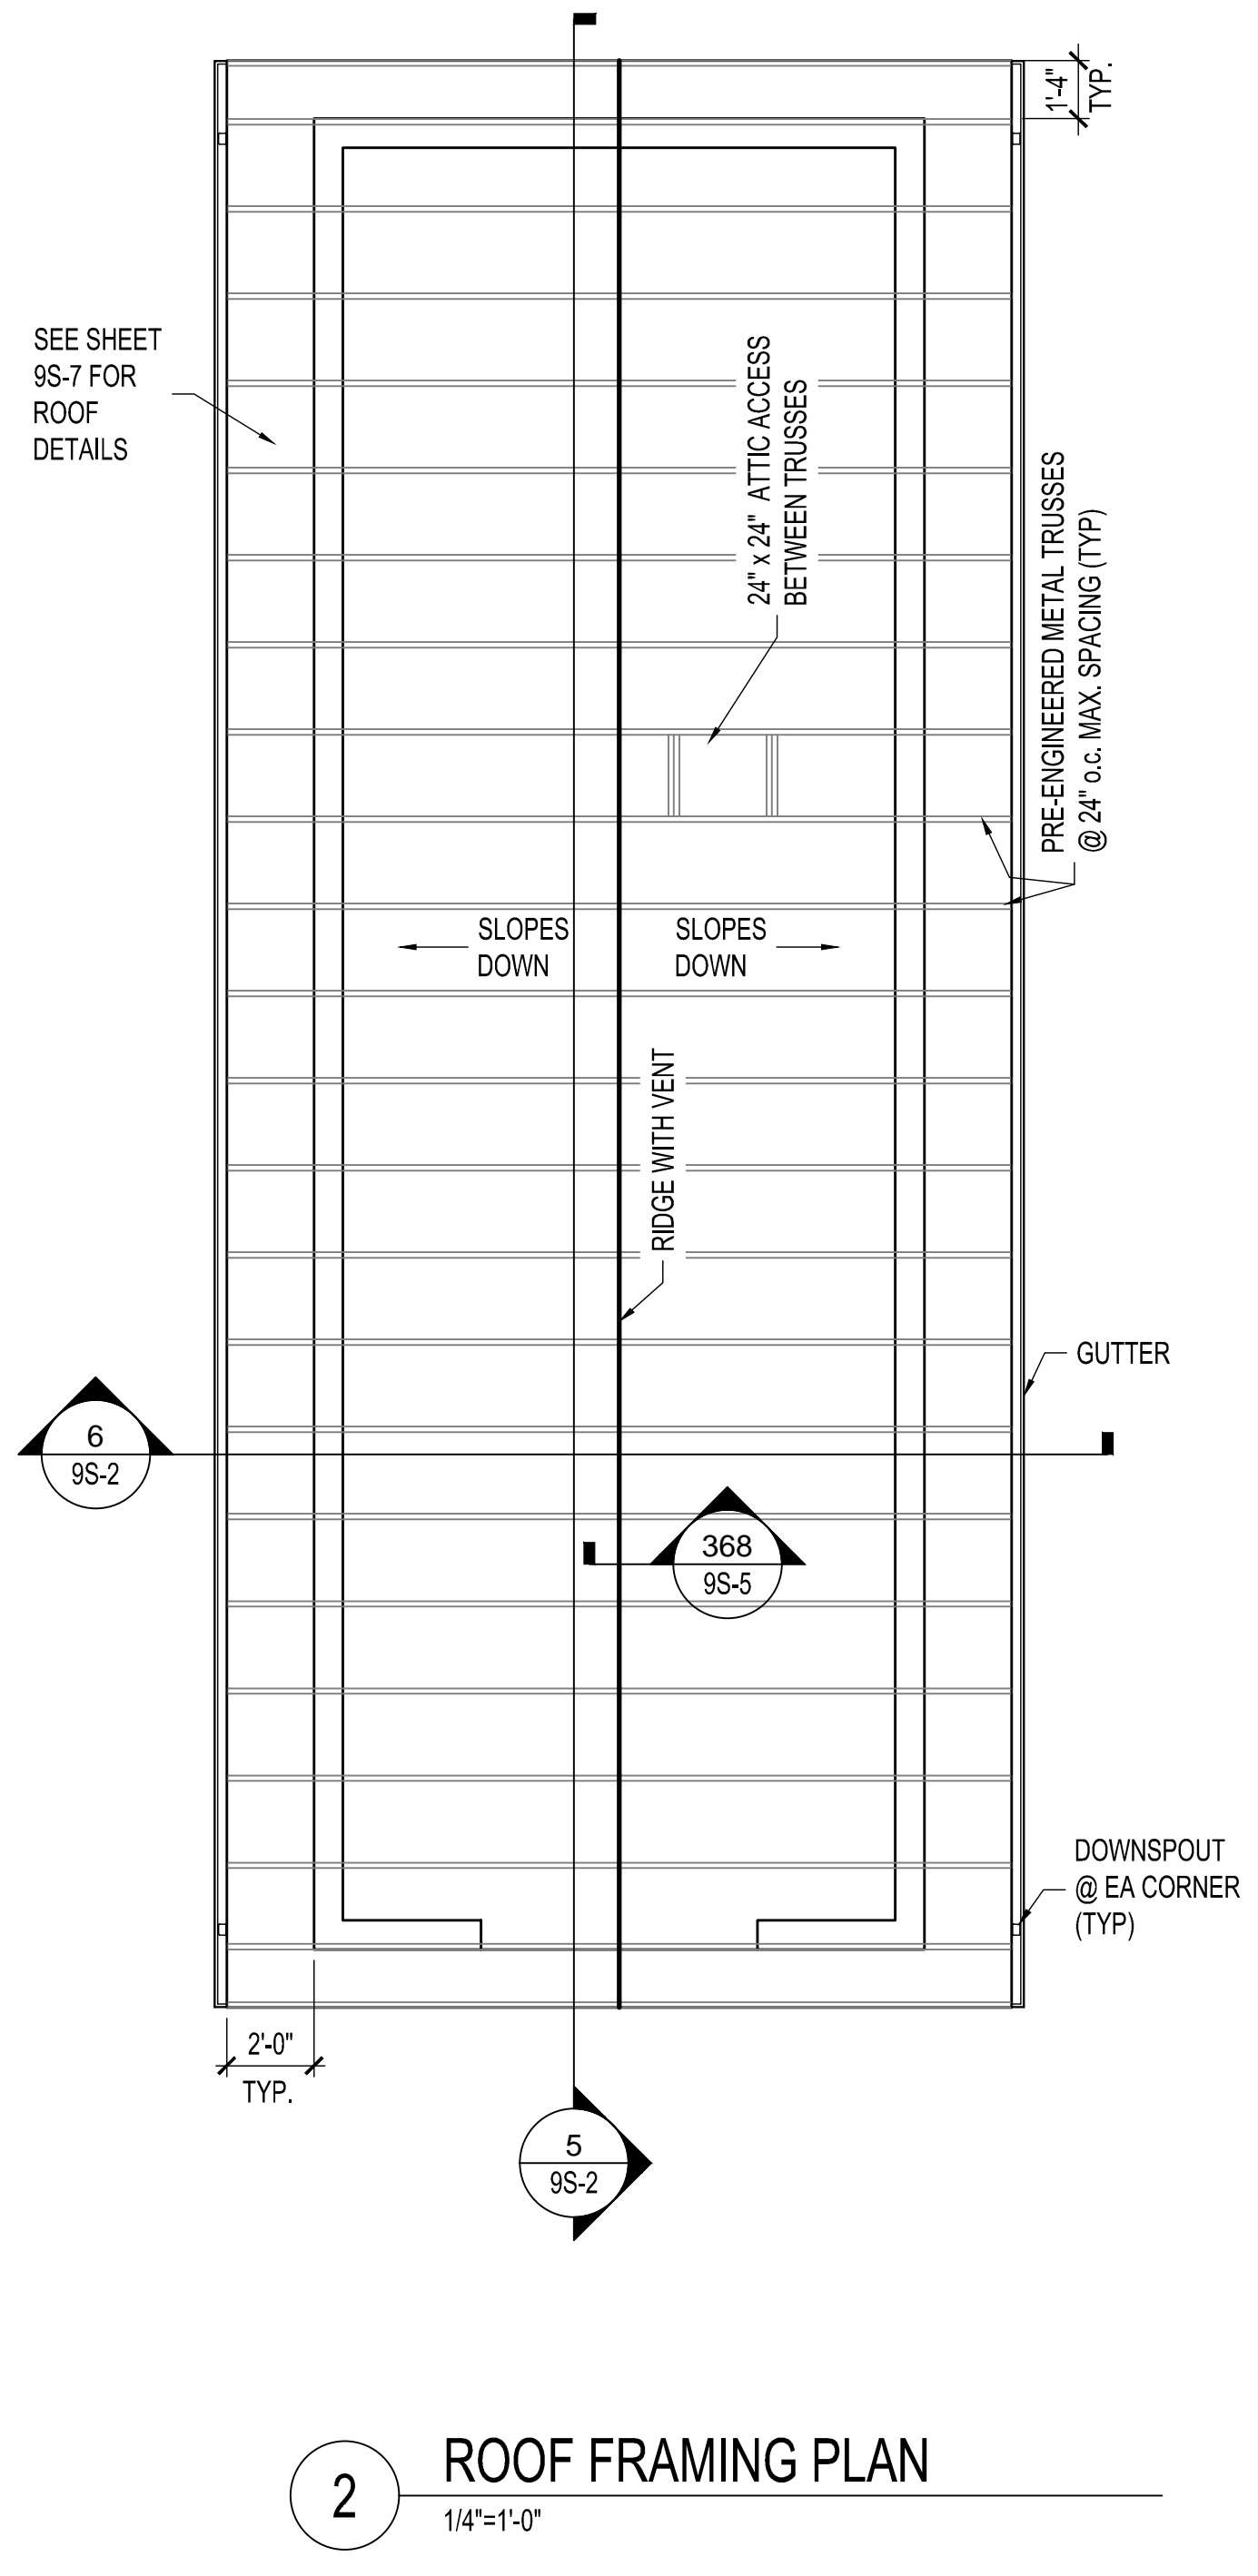 1'-4"
TYP.
SEE SHEET
9S-7 FOR
ROOF
DETAILS
24" x 24" ATTIC ACCESS
BETWEEN TRUSSES
PRE-ENGINEERED METAL TRUSSES
@ 24" o.c. MAX. SPACING (TYP)
SLOPES
DOWN
SLOPES
DOWN
RIDGE WITH VENT
GUTTER
6
9S-2
368
9S-5
DOWNSPOUT
@ EA CORNER
(TYP)
2'-0"
TYP.
5
9S-2
2
ROOF FRAMING PLAN
1/4"=1'-0"